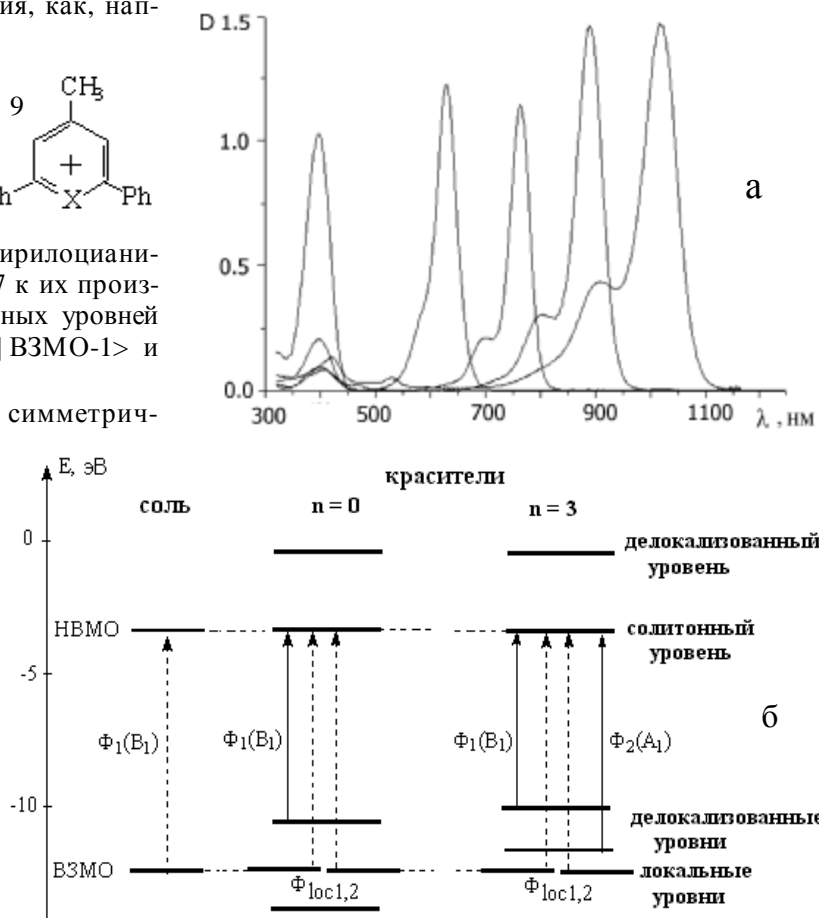 ия, как, нап-
9
CH3
+
h
X
Ph
ирилоциани-
7 к их произ-
ных уровней
| ВЗМО-1> и
симметрич-
D 1.5
1.0
0.5
0.0
300 500 700 900 1100 λ , нм
а
E, эВ
красители
соль n = 0 n = 3
0
делокализованный
уровень
НВМО
солитонный
уровень
-5
б
Φ1(B1) Φ1(B1) Φ1(B1) Φ2(A1)
-10
делокализованные
уровни
ВЗМО
локальные
уровни
Φloc1,2 Φloc1,2